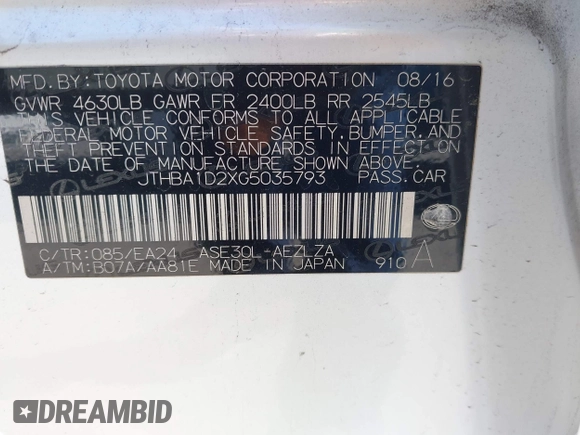 MFD.BY:TOYOTA MOTOR CORPORATION 08/16
GVWR 4630LB GAWR FR 2400LB RR 2545LB
THIS VEHICLE CONFORMS TO ALL APPLICABLE
FEDERAL MOTOR VEHICLE SAFETY,BUMPER,AND
THEFT PREVENTION STANDARDS IN EFFECT ON
THE DATE OF MANUFACTURE SHOWN ABOVE.
JTHBA1D2XG5035793 PASS.CAR
C/TR:085/EA24 ASE30L-AEZLZA
A/TM:B07A/AA81E MADE IN JAPAN 910 A
DREAMBID